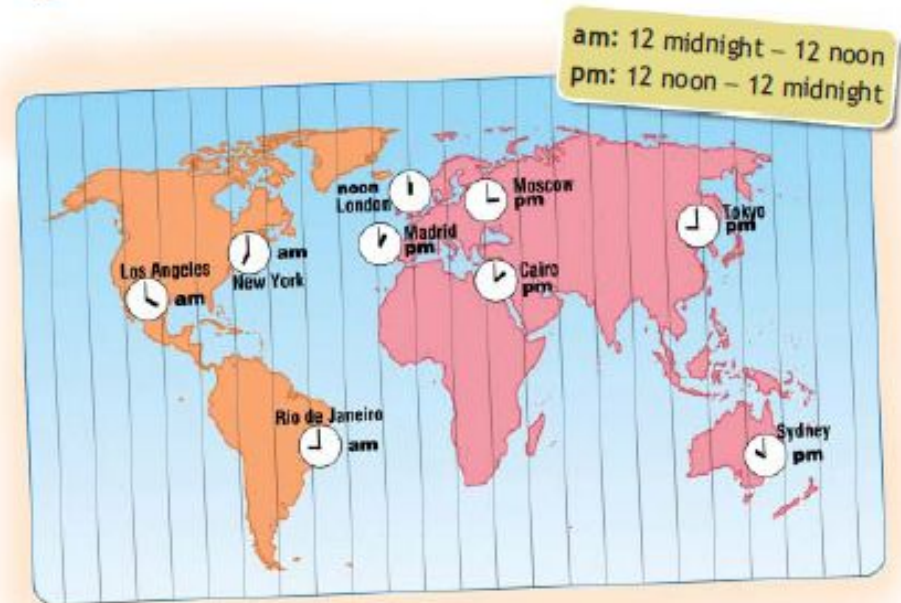 am: 12 midnight – 12 noon
pm: 12 noon – 12 midnight
noon
London
Moscow
pm
Madrid
pm
Tokyo
pm
am
New York
Los Angeles
am
Cairo
pm
Rio de Janeiro
am
Sydney
pm